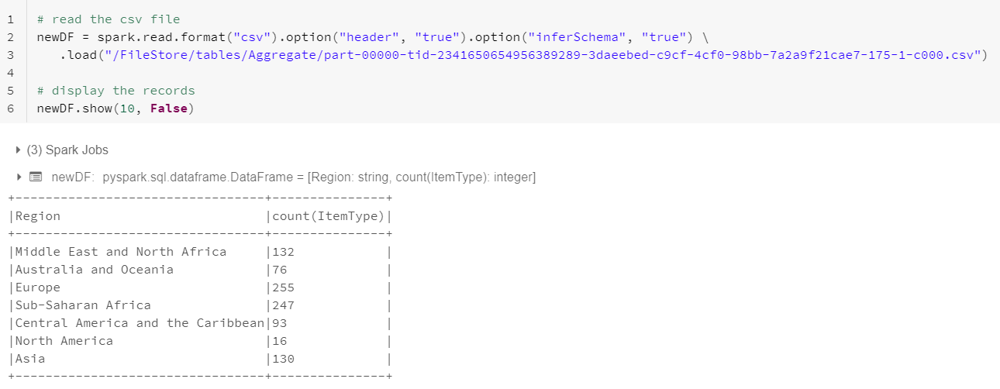 1 # read the csv file
2 newDF = spark.read.format("csv").option("header", "true").option("inferSchema", "true") \
3    .load("/FileStore/tables/Aggregate/part-00000-tid-2341650654956389289-3daeebed-c9cf-4cf0-98bb-7a2a9f21cae7-175-1-c000.csv")
4
5 # display the records
6 newDF.show(10, False)
(3) Spark Jobs
newDF: pyspark.sql.dataframe.DataFrame = [Region: string, count(ItemType): integer]
+---------------------------------+---------------+
|Region                           |count(ItemType)|
+---------------------------------+---------------+
|Middle East and North Africa     |132            |
|Australia and Oceania            |76             |
|Europe                           |255            |
|Sub-Saharan Africa               |247            |
|Central America and the Caribbean|93             |
|North America                    |16             |
|Asia                             |130            |
+---------------------------------+---------------+